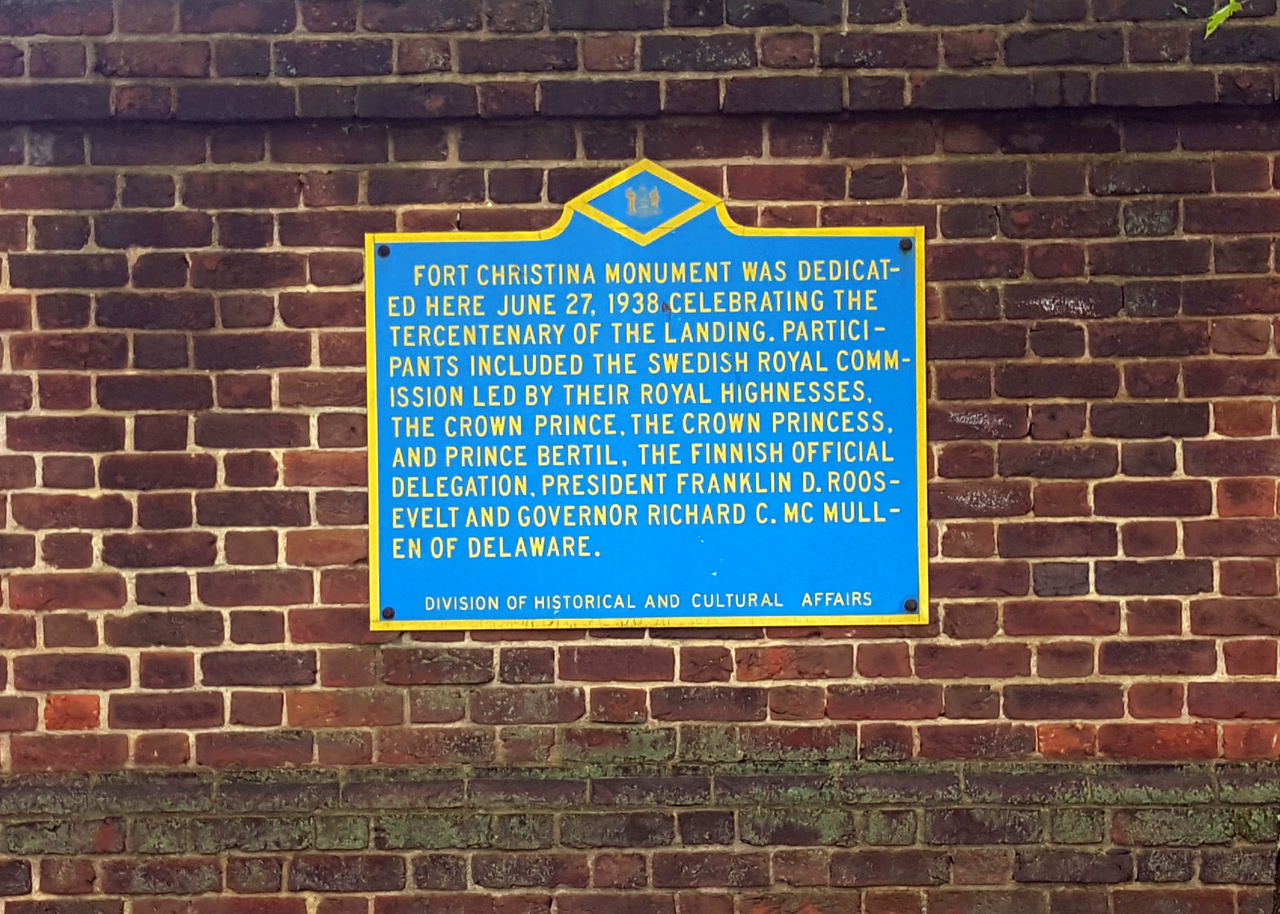 FORT CHRISTINA MONUMENT WAS DEDICAT-
ED HERE JUNE 27, 1938 CELEBRATING THE
TERCENTENARY OF THE LANDING. PARTICI-
PANTS INCLUDED THE SWEDISH ROYAL COMM-
ISSION LED BY THEIR ROYAL HIGHNESSES,
THE CROWN PRINCE, THE CROWN PRINCESS,
AND PRINCE BERTIL, THE FINNISH OFFICIAL
DELEGATION, PRESIDENT FRANKLIN D. ROOS-
EVELT AND GOVERNOR RICHARD C. MC MULL-
EN OF DELAWARE.
DIVISION OF HISTORICAL AND CULTURAL AFFAIRS